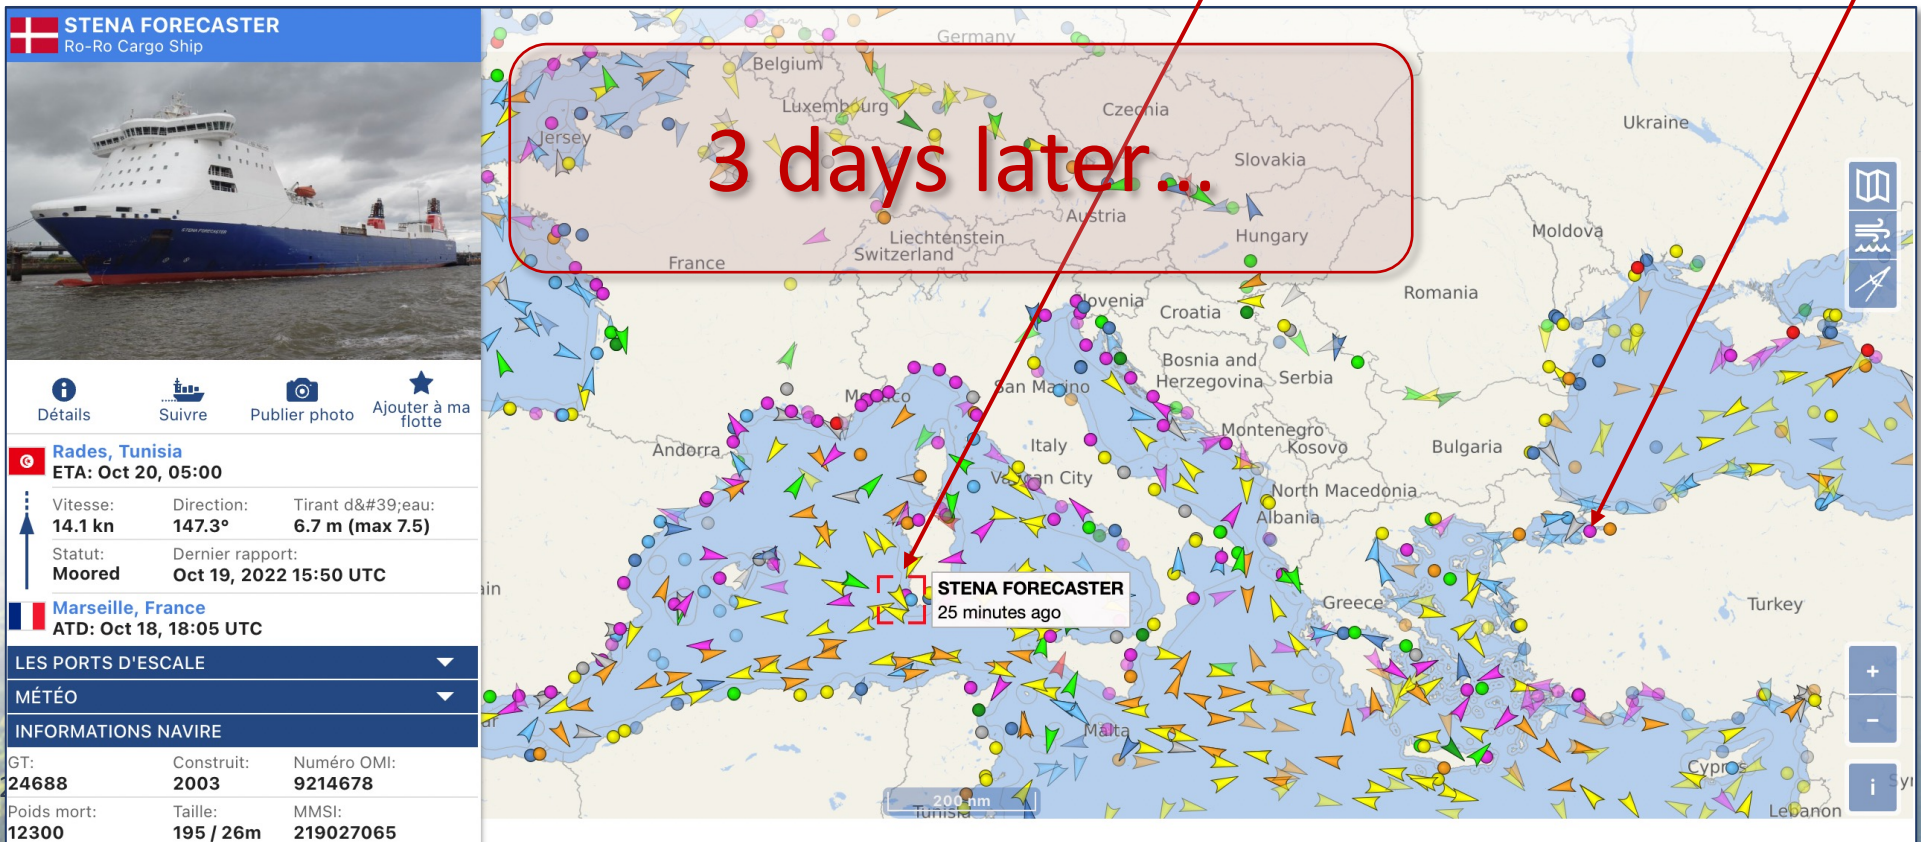 STENA FORECASTER
Ro-Ro Cargo Ship
STENA FORECASTER
Détails
Suivre
Publier photo
Ajouter à ma
flotte
Rades, Tunisia
ETA: Oct 20, 05:00
Vitesse: Direction: Tirant d&#39;eau:
14.1 kn 147.3° 6.7 m (max 7.5)
Statut: Dernier rapport:
Moored Oct 19, 2022 15:50 UTC
Marseille, France
ATD: Oct 18, 18:05 UTC
LES PORTS D'ESCALE
MÉTÉO
INFORMATIONS NAVIRE
GT: Construit: Numéro OMI:
24688 2003 9214678
Poids mort: Taille: MMSI:
12300 195 / 26m 219027065
3 days later...
Germany
Belgium
Luxembourg
Czechia
Ukraine
Jersey
Slovakia
Austria
Liechtenstein
Switzerland
Hungary
Moldova
France
Slovenia
Croatia
Romania
Bosnia and
Herzegovina
Serbia
San Marino
Monaco
Andorra
Italy
Montenegro
Kosovo
Bulgaria
Vatican City
North Macedonia
Albania
ain
STENA FORECASTER
25 minutes ago
Greece
Turkey
Malta
Cyprus
Syr
200 nm
Tunisia
Lebanon
+
−
i